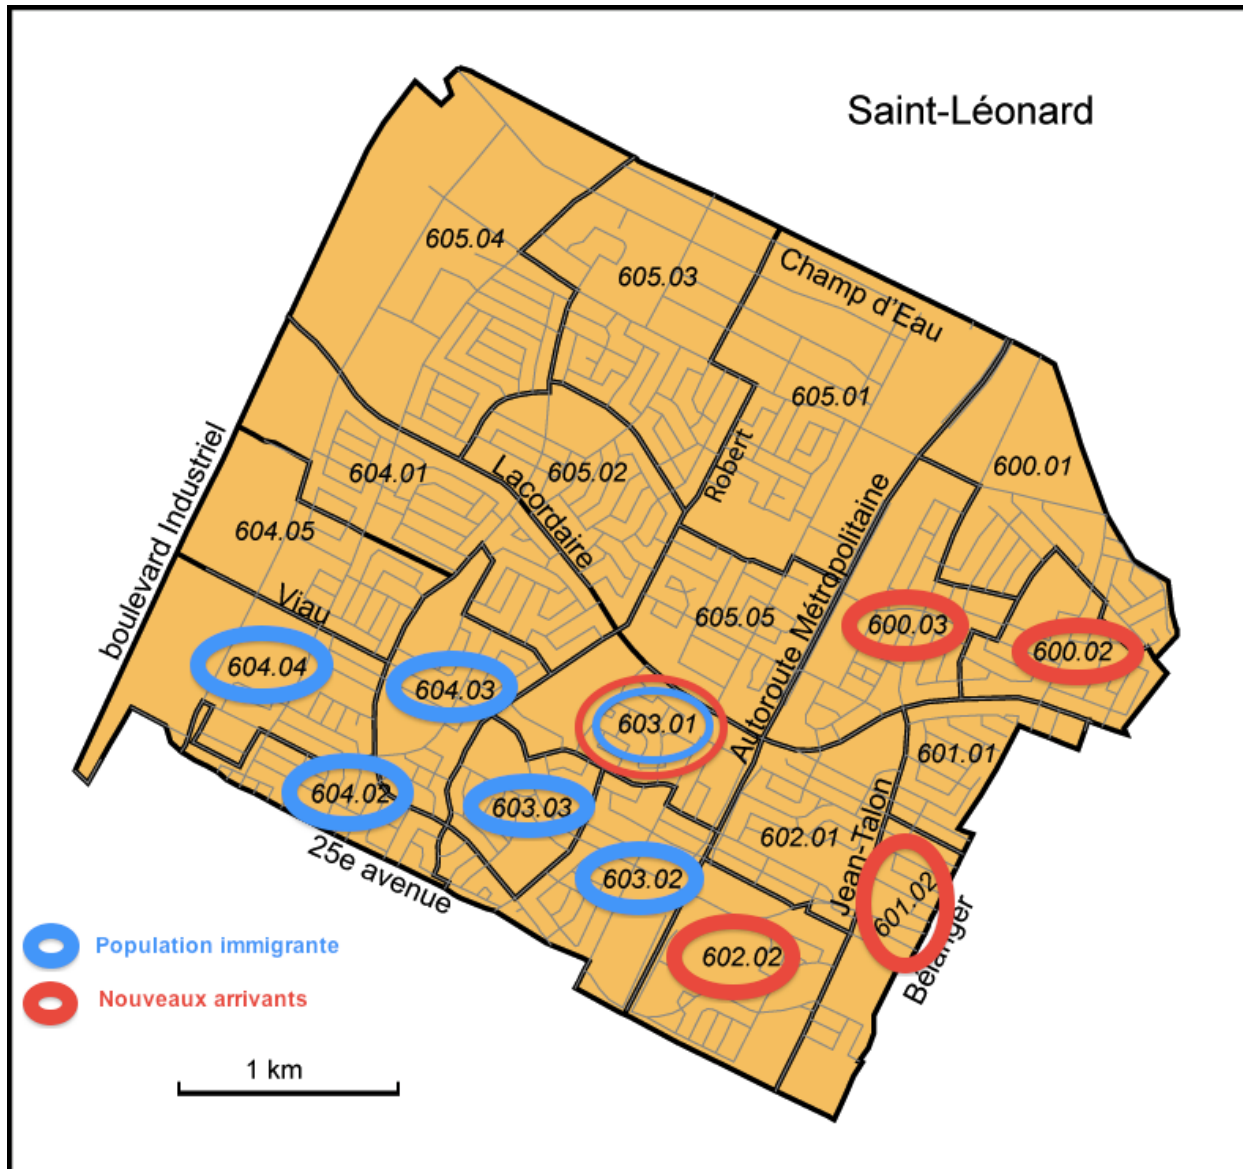 Saint-Léonard
605.04
605.03
Champ d'Eau
605.01
Robert
600.01
604.01
Lacordaire
605.02
boulevard Industriel
604.05
Autoroute Métropolitaine
Viau
605.05
600.03
600.02
604.04
604.03
603.01
601.01
604.02
603.03
602.01
Jean-Talon
25e avenue
603.02
601.02
Bélanger
602.02
Population immigrante
Nouveaux arrivants
1 km